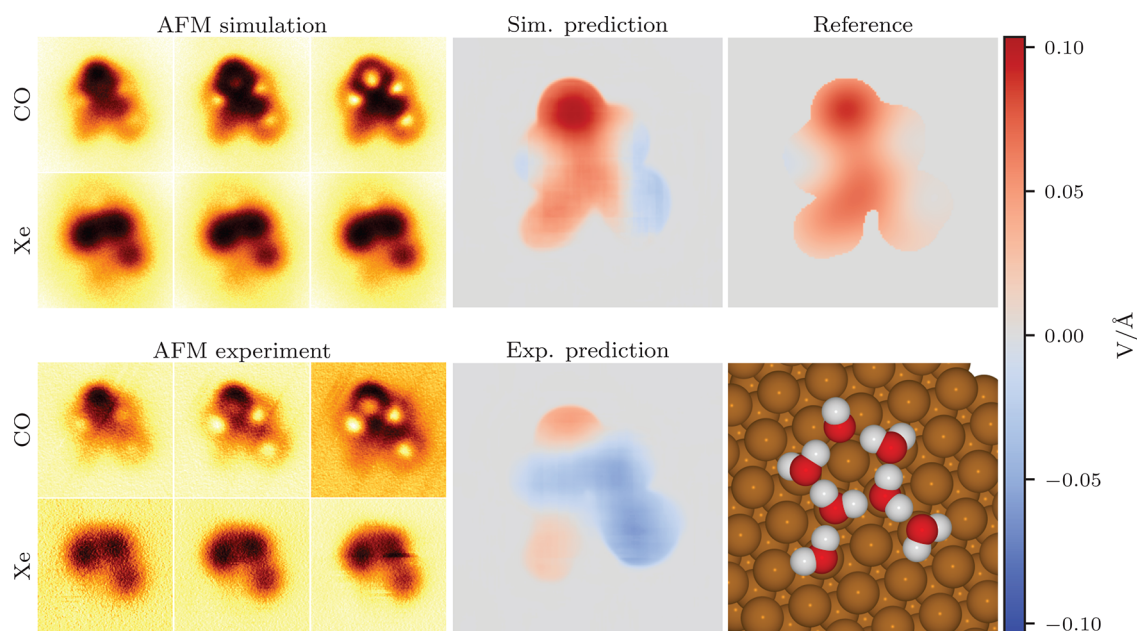 AFM simulation
Sim. prediction
Reference
CO
Xe
AFM experiment
Exp. prediction
CO
Xe
0.10
0.05
0.00
−0.05
−0.10
V/Å